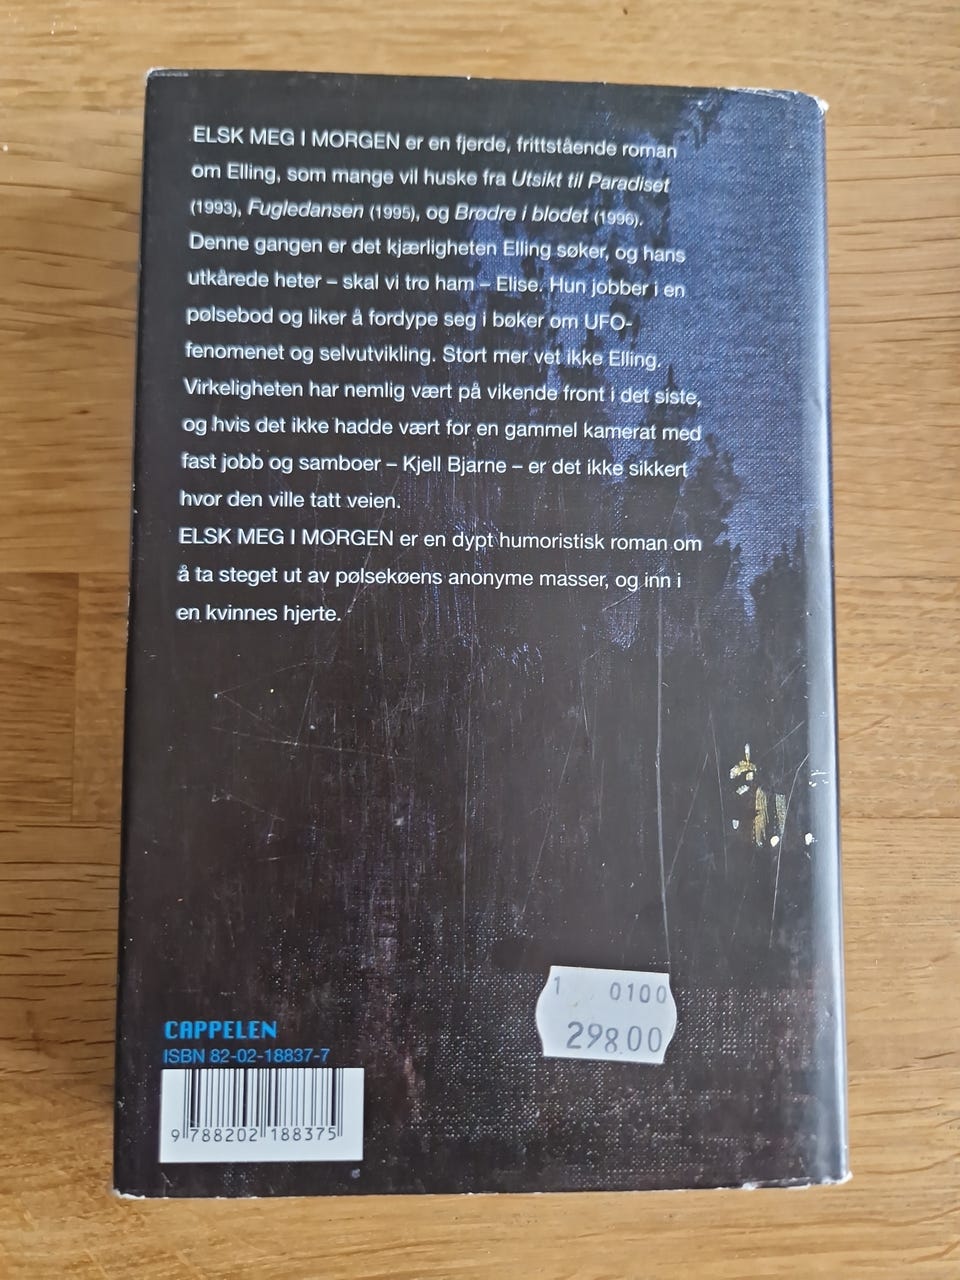 ELSK MEG I MORGEN er en fjerde, frittstående roman
om Elling, som mange vil huske fra Utsikt til Paradiset
(1993), Fugledansen (1995), og Brødre i blodet (1996).
Denne gangen er det kjærligheten Elling søker, og hans
utkårede heter – skal vi tro ham – Elise. Hun jobber i en
pølsebod og liker å fordype seg i bøker om UFO-
fenomenet og selvutvikling. Stort mer vet ikke Elling.
Virkeligheten har nemlig vært på vikende front i det siste,
og hvis det ikke hadde vært for en gammel kamerat med
fast jobb og samboer – Kjell Bjarne – er det ikke sikkert
hvor den ville tatt veien.
ELSK MEG I MORGEN er en dypt humoristisk roman om
å ta steget ut av pølsekøens anonyme masser, og inn i
en kvinnes hjerte.
1 0100
298.00
CAPPELEN
ISBN 82-02-18837-7
9 788202 188375